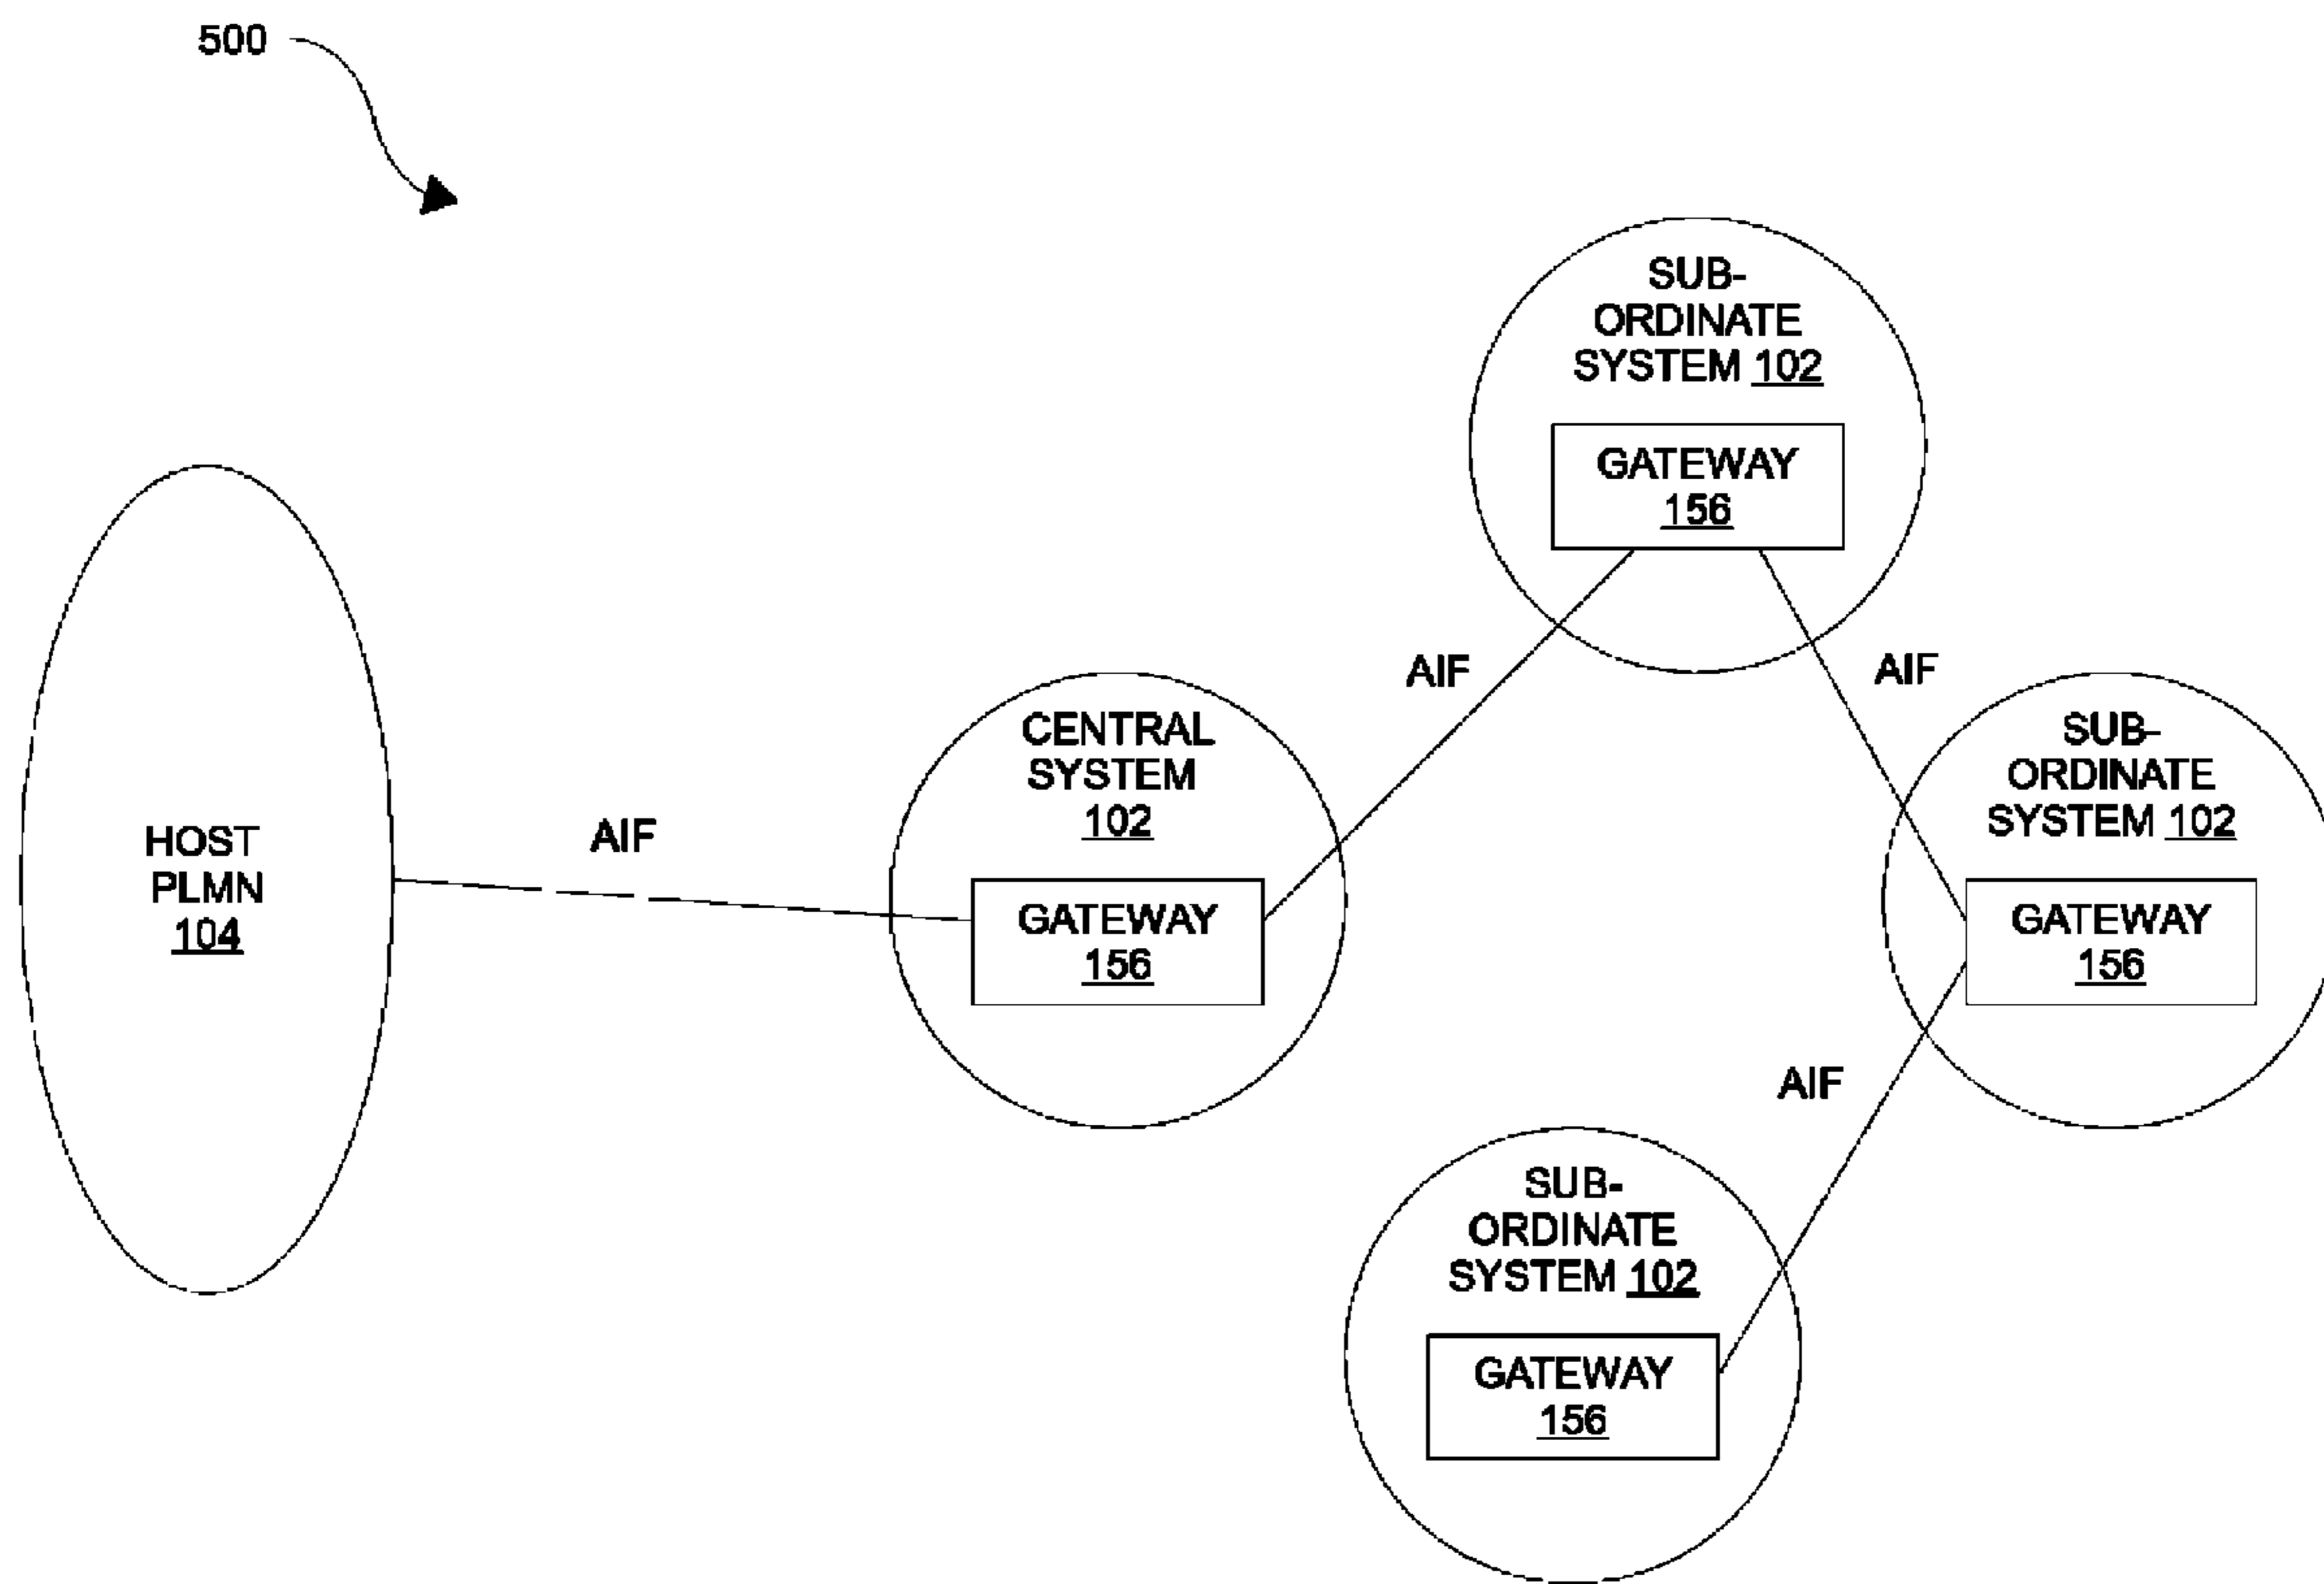 500
SUB-
ORDINATE
SYSTEM 102
GATEWAY
156
AIF
AIF
CENTRAL
SYSTEM
102
GATEWAY
156
SUB-
ORDINATE
SYSTEM 102
GATEWAY
156
HOST
PLMN
104
AIF
AIF
SUB-
ORDINATE
SYSTEM 102
GATEWAY
156